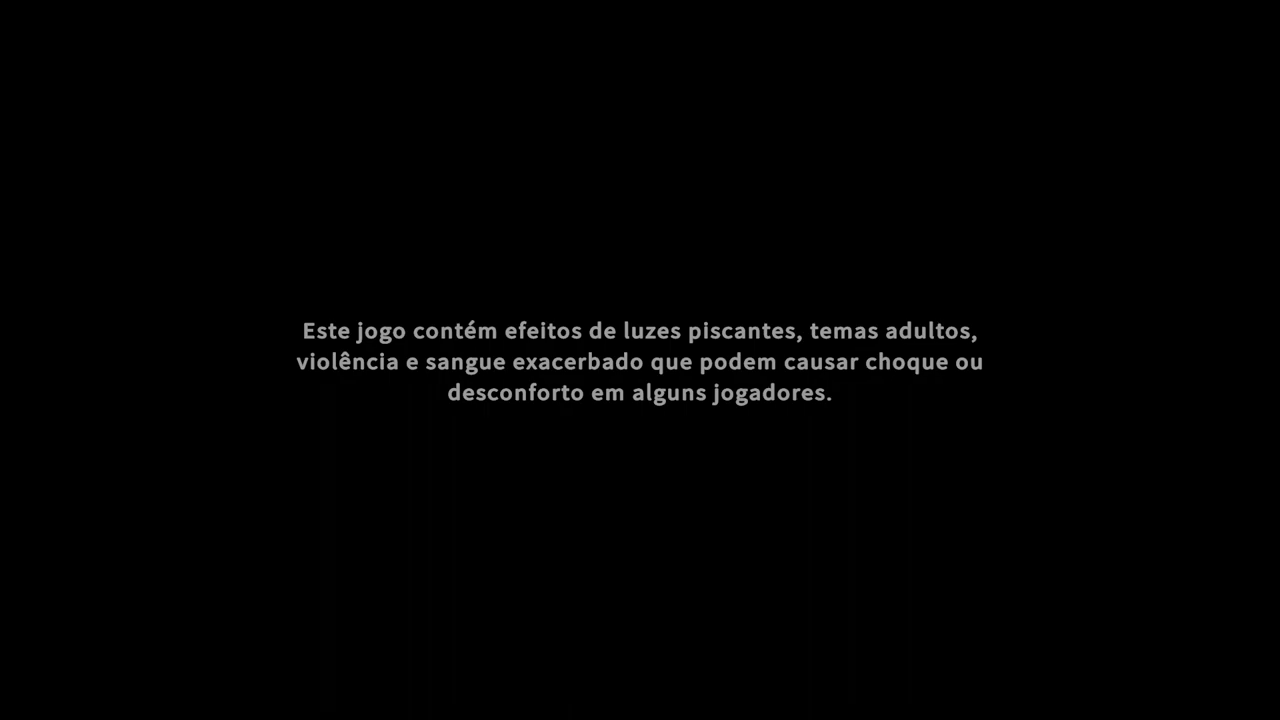 Este jogo contém efeitos de luzes piscantes, temas adultos,
violência e sangue exacerbado que podem causar choque ou
desconforto em alguns jogadores.